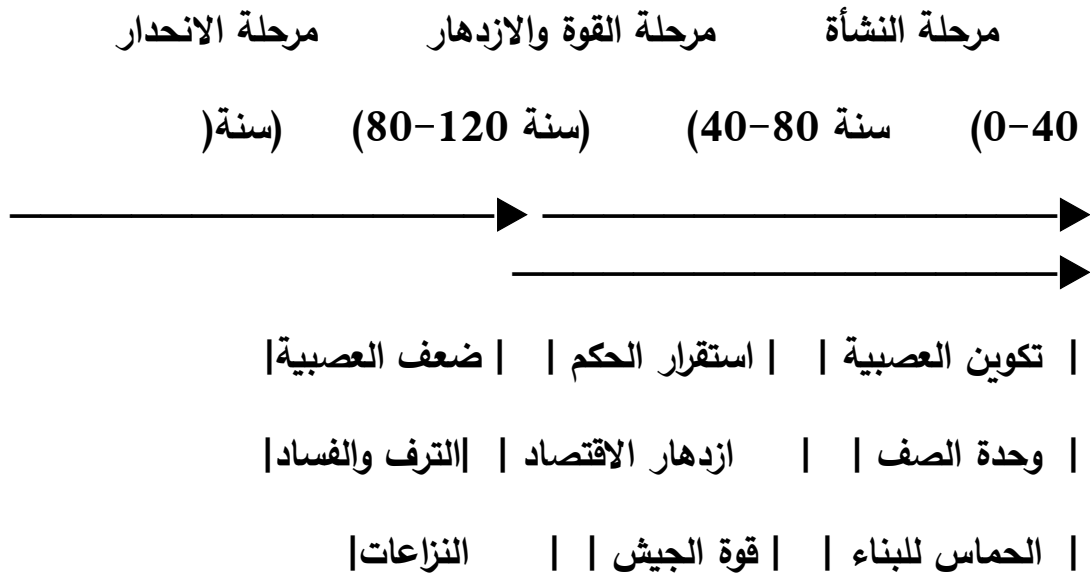 مرحلة النشأة مرحلة القوة والازدهار مرحلة الانحدار
(0-40 سنة (40-80 سنة) (80-120 سنة)
| تكوين العصبية | | استقرار الحكم | | ضعف العصبية|
| وحدة الصف | | ازدهار الاقتصاد | |الترف والفساد|
| الحماس للبناء | | قوة الجيش | | النزاعات|